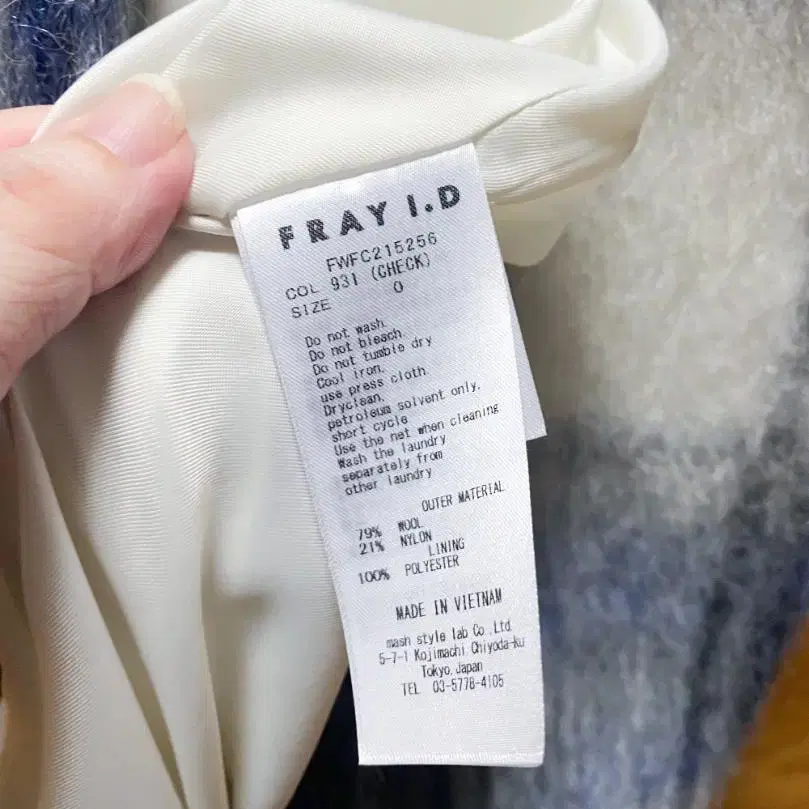 FRAY I.D
FWFC215256
COL 931 (CHECK)
SIZE 0
Do not wash.
Do not bleach.
Do not tumble dry
Cool iron.
use press cloth.
Dryclean.
petroleum solvent only.
short cycle
Use the net when cleaning
Wash the laundry
separately from
other laundry
OUTER MATERIAL
79% WOOL
21% NYLON
LINING
100% POLYESTER
MADE IN VIETNAM
mash style lab Co., Ltd.
5-7-1 Kojimachi Chiyoda-ku
Tokyo, Japan
TEL 03-5778-4105